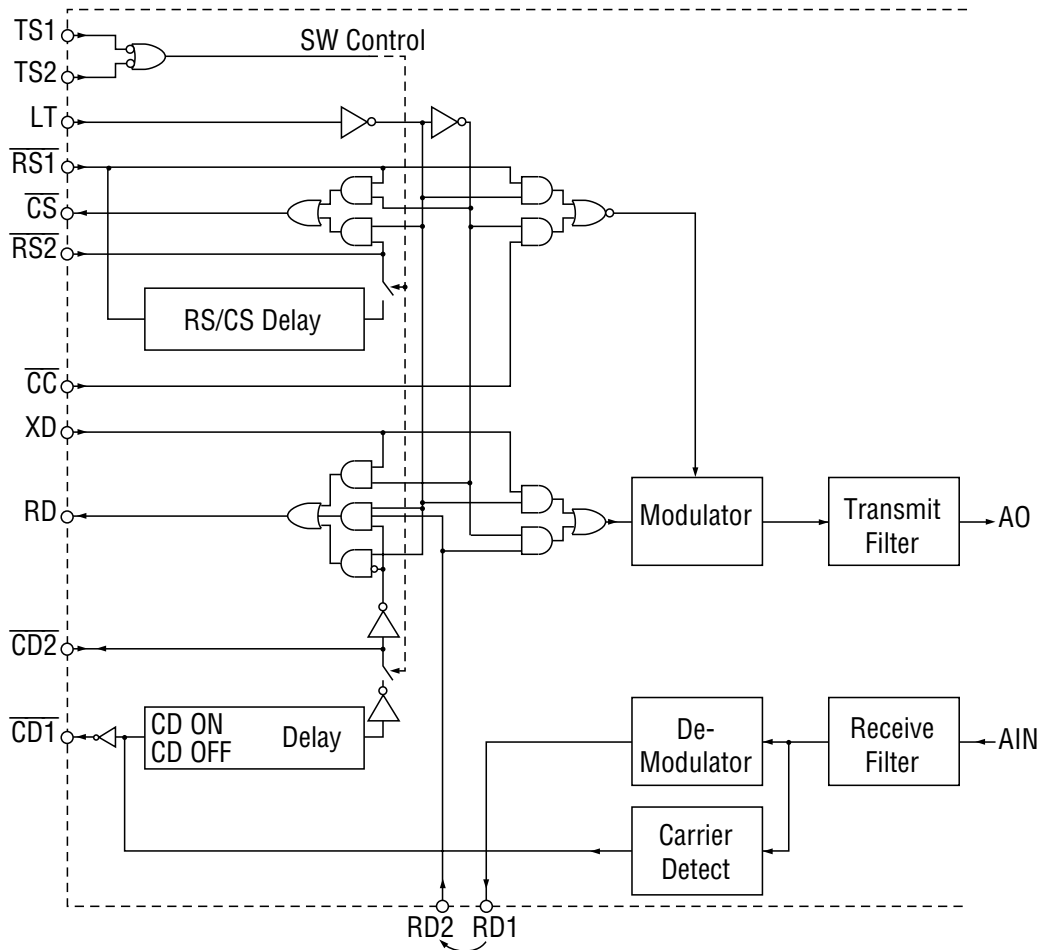 TS1
SW Control
TS2
LT
RS1
CS
RS2
RS/CS Delay
CC
XD
RD
Modulator
Transmit
Filter
AO
CD2
CD1
CD ON
CD OFF
Delay
De-
Modulator
Receive
Filter
AIN
Carrier
Detect
RD2
RD1